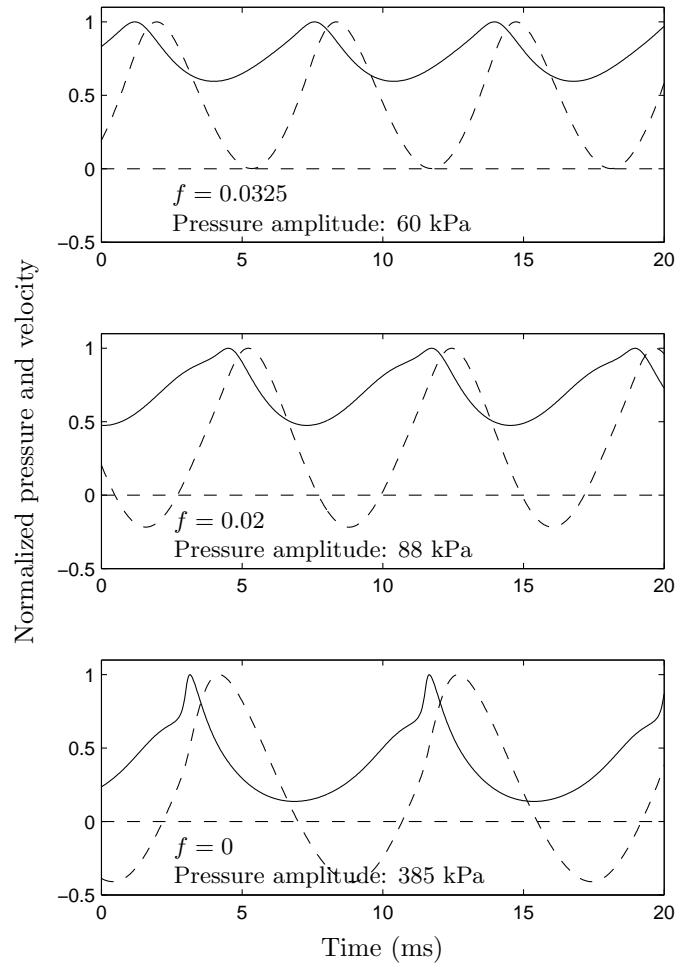 1
0.5
0
−0.5
0 5 10 15 20
f = 0.0325
Pressure amplitude: 60 kPa
1
0.5
0
−0.5
0 5 10 15 20
f = 0.02
Pressure amplitude: 88 kPa
1
0.5
0
−0.5
0 5 10 15 20
f = 0
Pressure amplitude: 385 kPa
Normalized pressure and velocity
Time (ms)